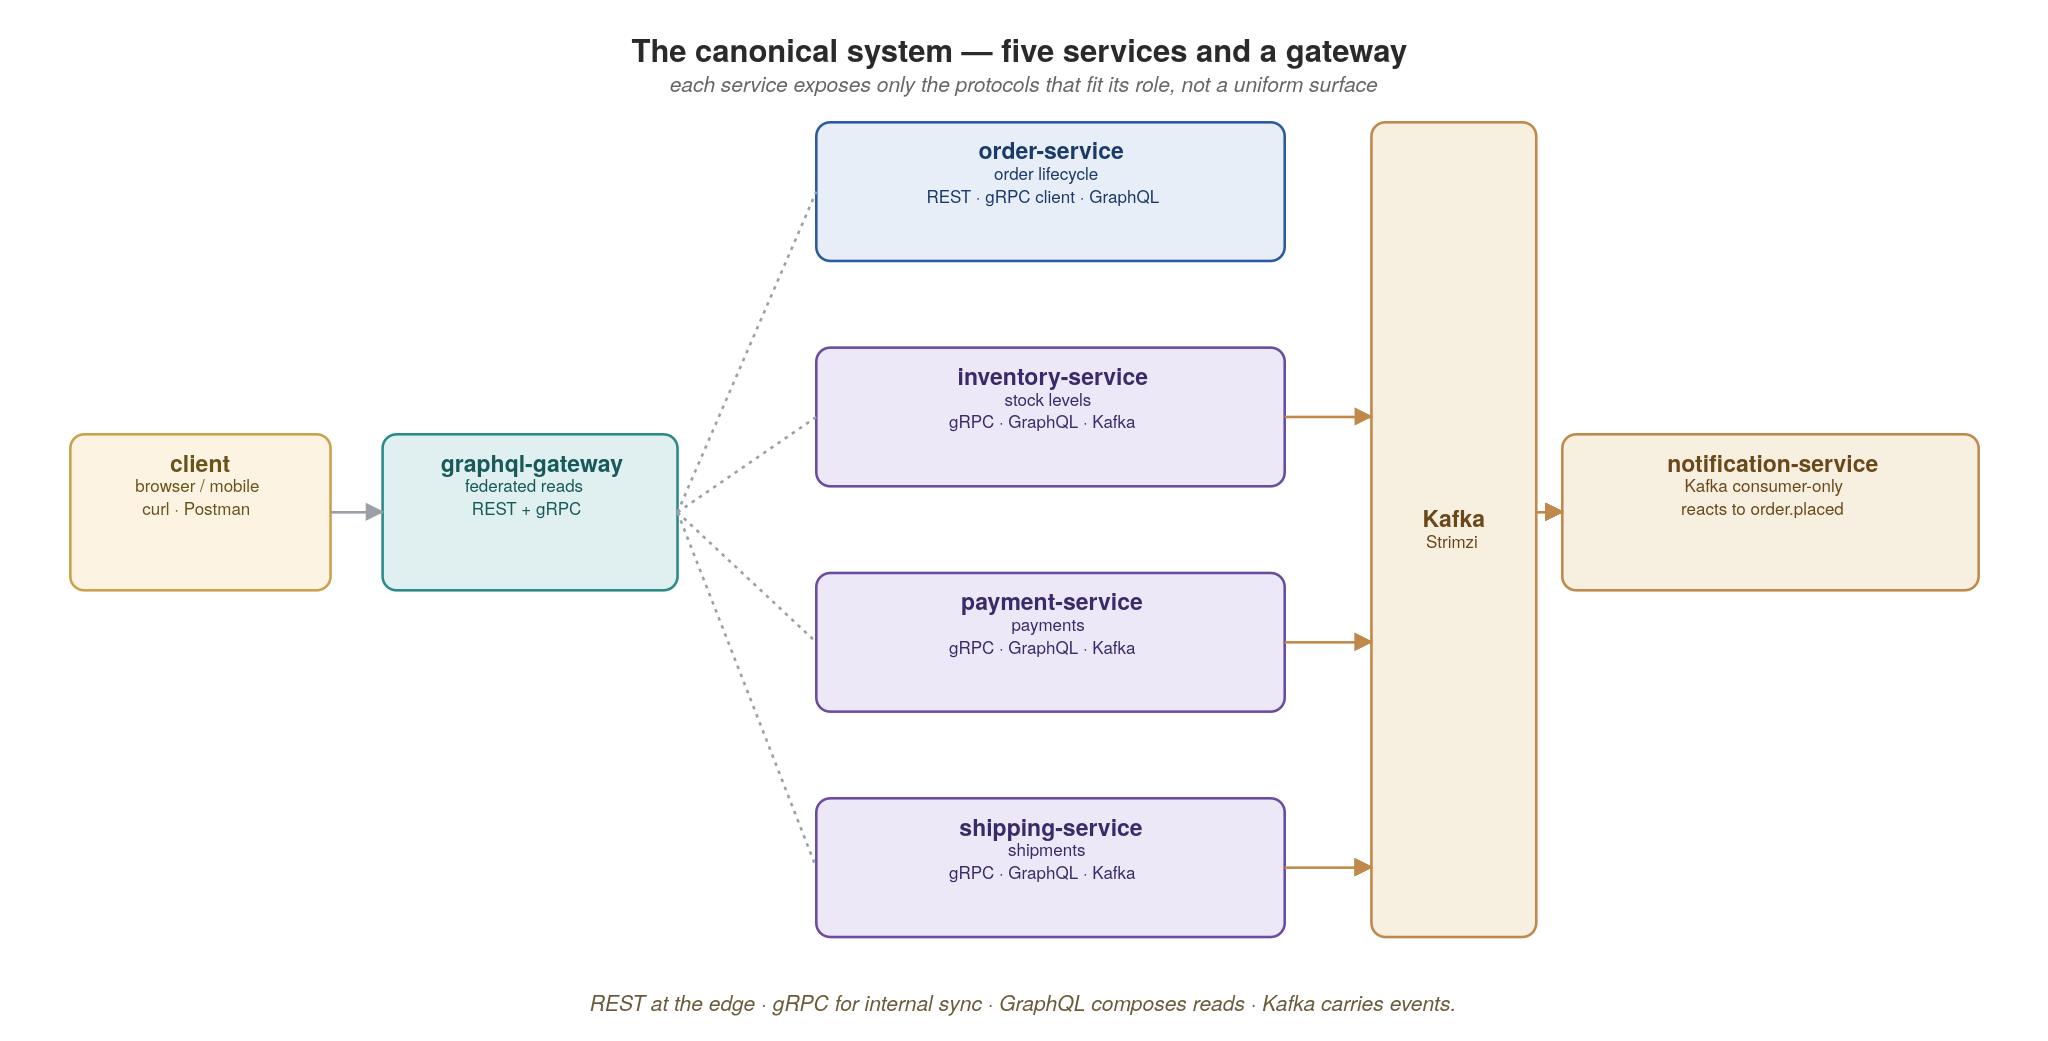 The canonical system — five services and a gateway
each service exposes only the protocols that fit its role, not a uniform surface
order-service
order lifecycle
REST · gRPC client · GraphQL
inventory-service
stock levels
gRPC · GraphQL · Kafka
client
browser / mobile
curl · Postman
graphql-gateway
federated reads
REST + gRPC
Kafka
Strimzi
notification-service
Kafka consumer-only
reacts to order.placed
payment-service
payments
gRPC · GraphQL · Kafka
shipping-service
shipments
gRPC · GraphQL · Kafka
REST at the edge · gRPC for internal sync · GraphQL composes reads · Kafka carries events.